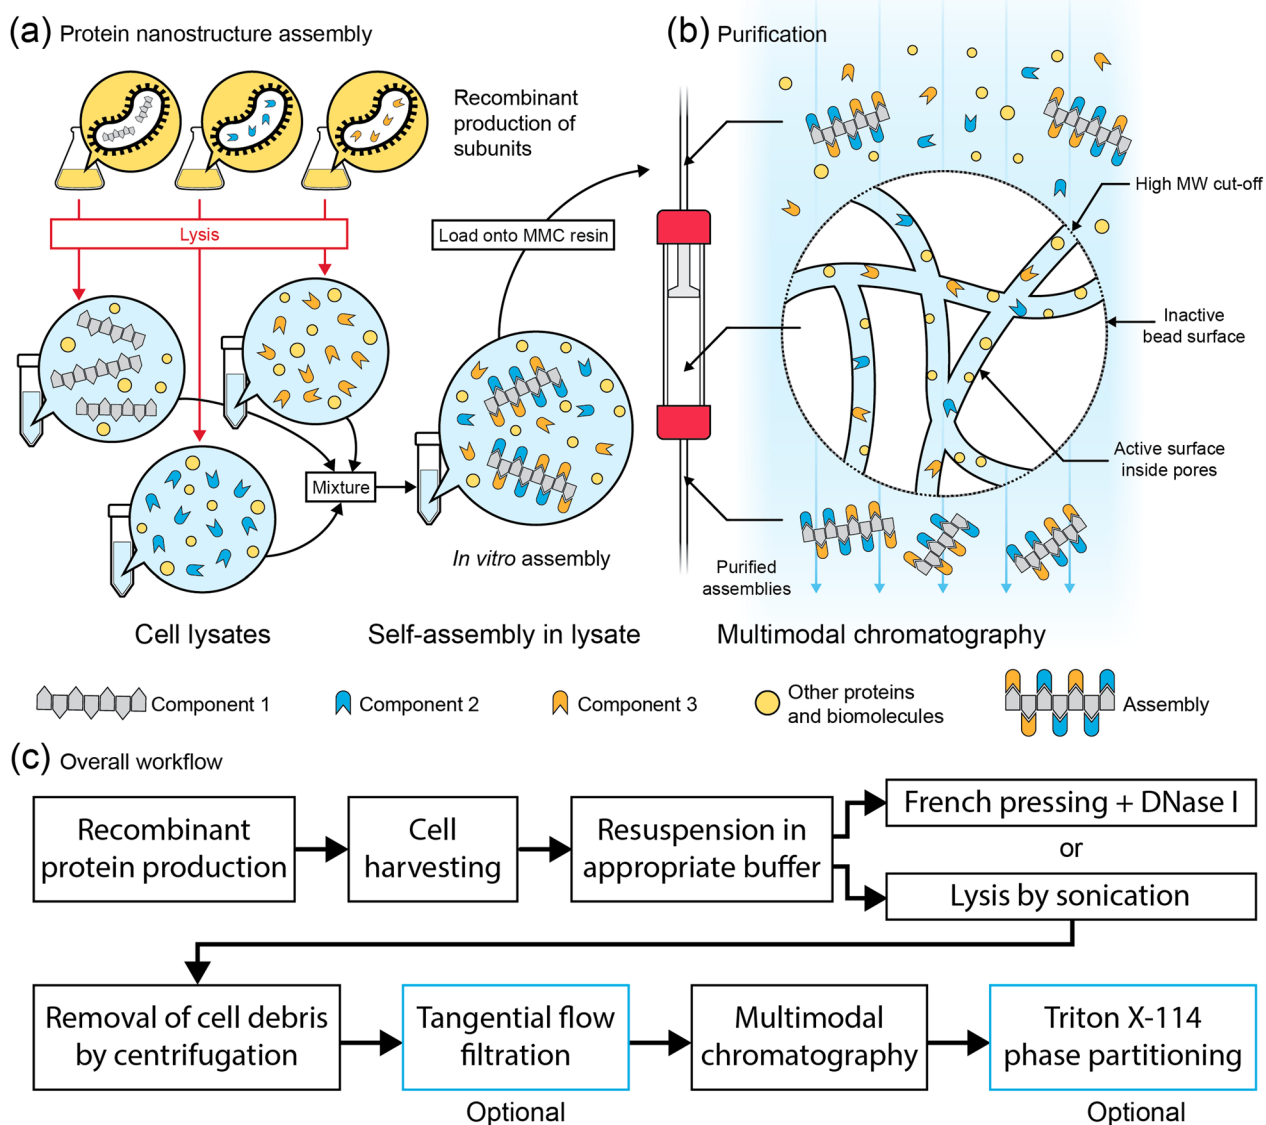 (a) Protein nanostructure assembly
Recombinant
production of
subunits
Lysis
Load onto MMC resin
Mixture
In vitro assembly
Cell lysates
Self-assembly in lysate
(b) Purification
High MW cut-off
Inactive
bead surface
Active surface
inside pores
Purified
assemblies
Multimodal chromatography
Component 1
Component 2
Component 3
Other proteins
and biomolecules
Assembly
(c) Overall workflow
Recombinant
protein production
Cell
harvesting
Resuspension in
appropriate buffer
French pressing + DNase I
or
Lysis by sonication
Removal of cell debris
by centrifugation
Tangential flow
filtration
Optional
Multimodal
chromatography
Triton X-114
phase partitioning
Optional